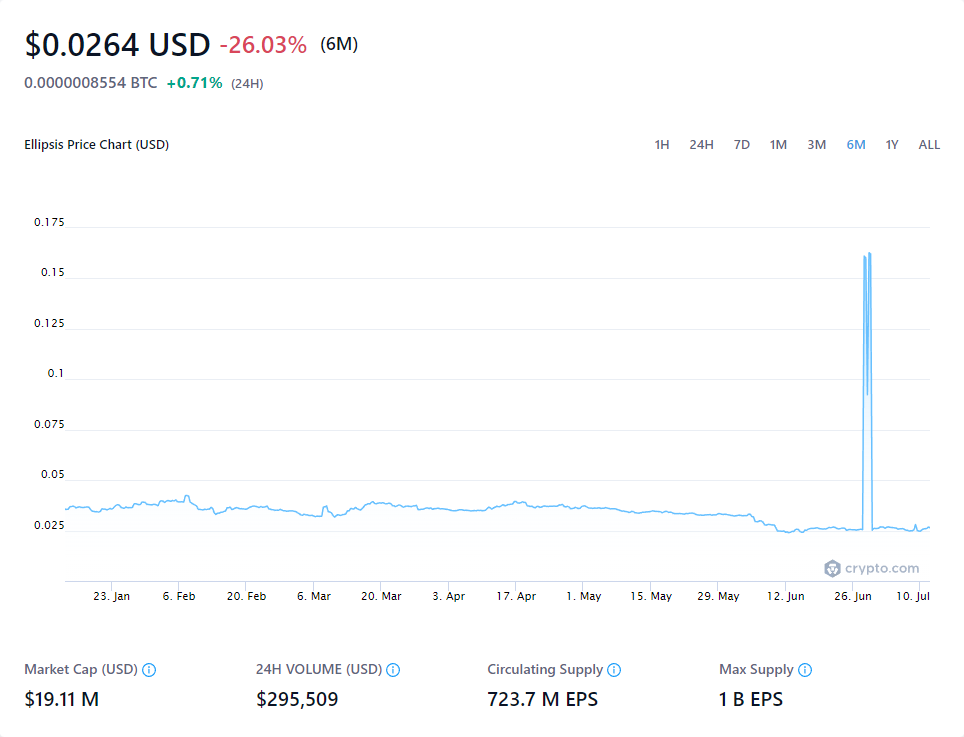 $0.0264 USD -26.03% (6M)
0.0000008554 BTC +0.71% (24H)
Ellipsis Price Chart (USD) 1H 24H 7D 1M 3M 6M 1Y ALL
0.175
0.15
0.125
0.1
0.075
0.05
0.025
crypto.com
23. Jan 6. Feb 20. Feb 6. Mar 20. Mar 3. Apr 17. Apr 1. May 15. May 29. May 12. Jun 26. Jun 10. Jul
Market Cap (USD) 24H VOLUME (USD) Circulating Supply Max Supply
$19.11 M $295,509 723.7 M EPS 1 B EPS